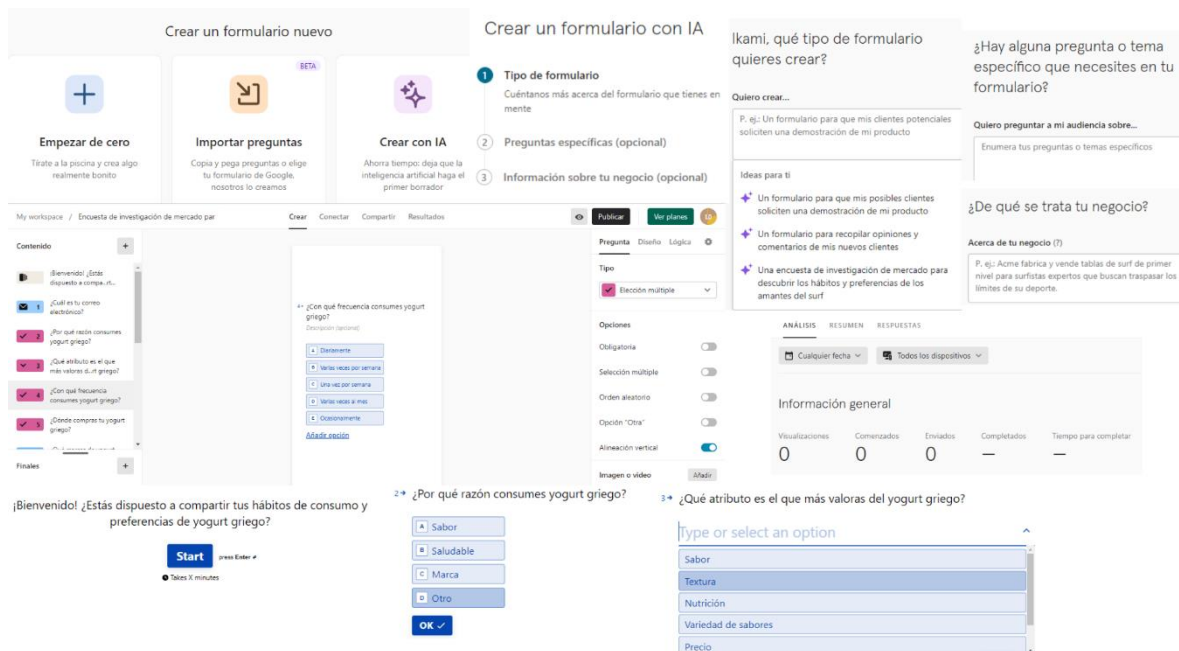 Crear un formulario nuevo
BETA
Empezar de cero
Tírate a la piscina y crea algo
realmente bonito
Importar preguntas
Copia y pega preguntas o elige
tu formulario de Google,
nosotros lo creamos
Crear con IA
Ahorra tiempo: deja que la
inteligencia artificial haga el
primer borrador
Crear un formulario con IA
1 Tipo de formulario
Cuéntanos más acerca del formulario que tienes en
mente
2 Preguntas específicas (opcional)
3 Información sobre tu negocio (opcional)
Ikami, qué tipo de formulario
quieres crear?
Quiero crear...
P. ej.: Un formulario para que mis clientes potenciales
soliciten una demostración de mi producto
Ideas para ti
Un formulario para que mis posibles clientes
soliciten una demostración de mi producto
Un formulario para recopilar opiniones y
comentarios de mis nuevos clientes
Una encuesta de investigación de mercado para
descubrir los hábitos y preferencias de los
amantes del surf
¿Hay alguna pregunta o tema
específico que necesites en tu
formulario?
Quiero preguntar a mi audiencia sobre...
Enumera tus preguntas o temas específicos
¿De qué se trata tu negocio?
Acerca de tu negocio (?)
P. ej.: Acme fabrica y vende tablas de surf de primer
nivel para surfistas expertos que buscan traspasar los
límites de su deporte.
My workspace / Encuesta de investigación de mercado par
Crear Conectar Compartir Resultados
Publicar Ver planes
Contenido +
¡Bienvenido! ¿Estás
dispuesto a compa...rt...
1 ¿Cuál es tu correo
electrónico?
2 ¿Por qué razón consumes
yogurt griego?
3 ¿Qué atributo es el que
más valoras d...rt griego?
4 ¿Con qué frecuencia
consumes yogurt griego?
5 ¿Dónde compras tu yogurt
griego?
Finales +
4 ¿Con qué frecuencia consumes yogurt
griego?
Descripción (opcional)
A Diariamente
B Varias veces por semana
C Una vez por semana
D Varias veces al mes
E Ocasionalmente
Añade opción
Pregunta Diseño Lógica
Tipo
Elección múltiple
Opciones
Obligatoria
Selección múltiple
Orden aleatorio
Opción "Otra"
Alineación vertical
Imagen o vídeo Añadir
ANÁLISIS RESUMEN RESPUESTAS
Cualquier fecha Todos los dispositivos
Información general
Visualizaciones Comenzados Enviados Completados Tiempo para completar
0 0 0 — —
¡Bienvenido! ¿Estás dispuesto a compartir tus hábitos de consumo y
preferencias de yogurt griego?
Start press Enter
Takes X minutes
2 ¿Por qué razón consumes yogurt griego?
A Sabor
B Saludable
C Marca
D Otro
OK
3 ¿Qué atributo es el que más valoras del yogurt griego?
Type or select an option
Sabor
Textura
Nutrición
Variedad de sabores
Precio